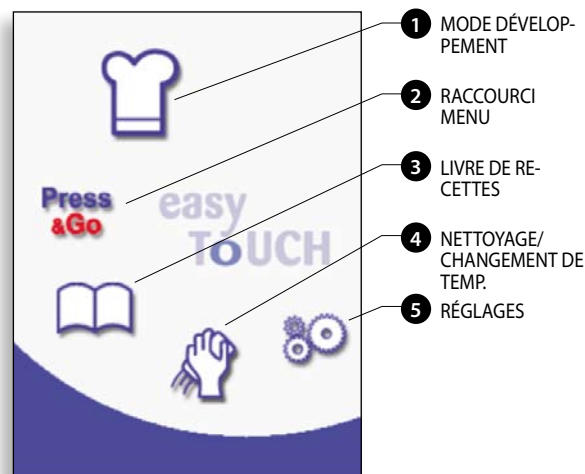 1 MODE DÉVELOP-
PEMENT
2 RACCOURCI
MENU
3 LIVRE DE RE-
CETTES
4 NETTOYAGE/
CHANGEMENT DE
TEMP.
5 RÉGLAGES
Press
&Go
easy
ToUCH